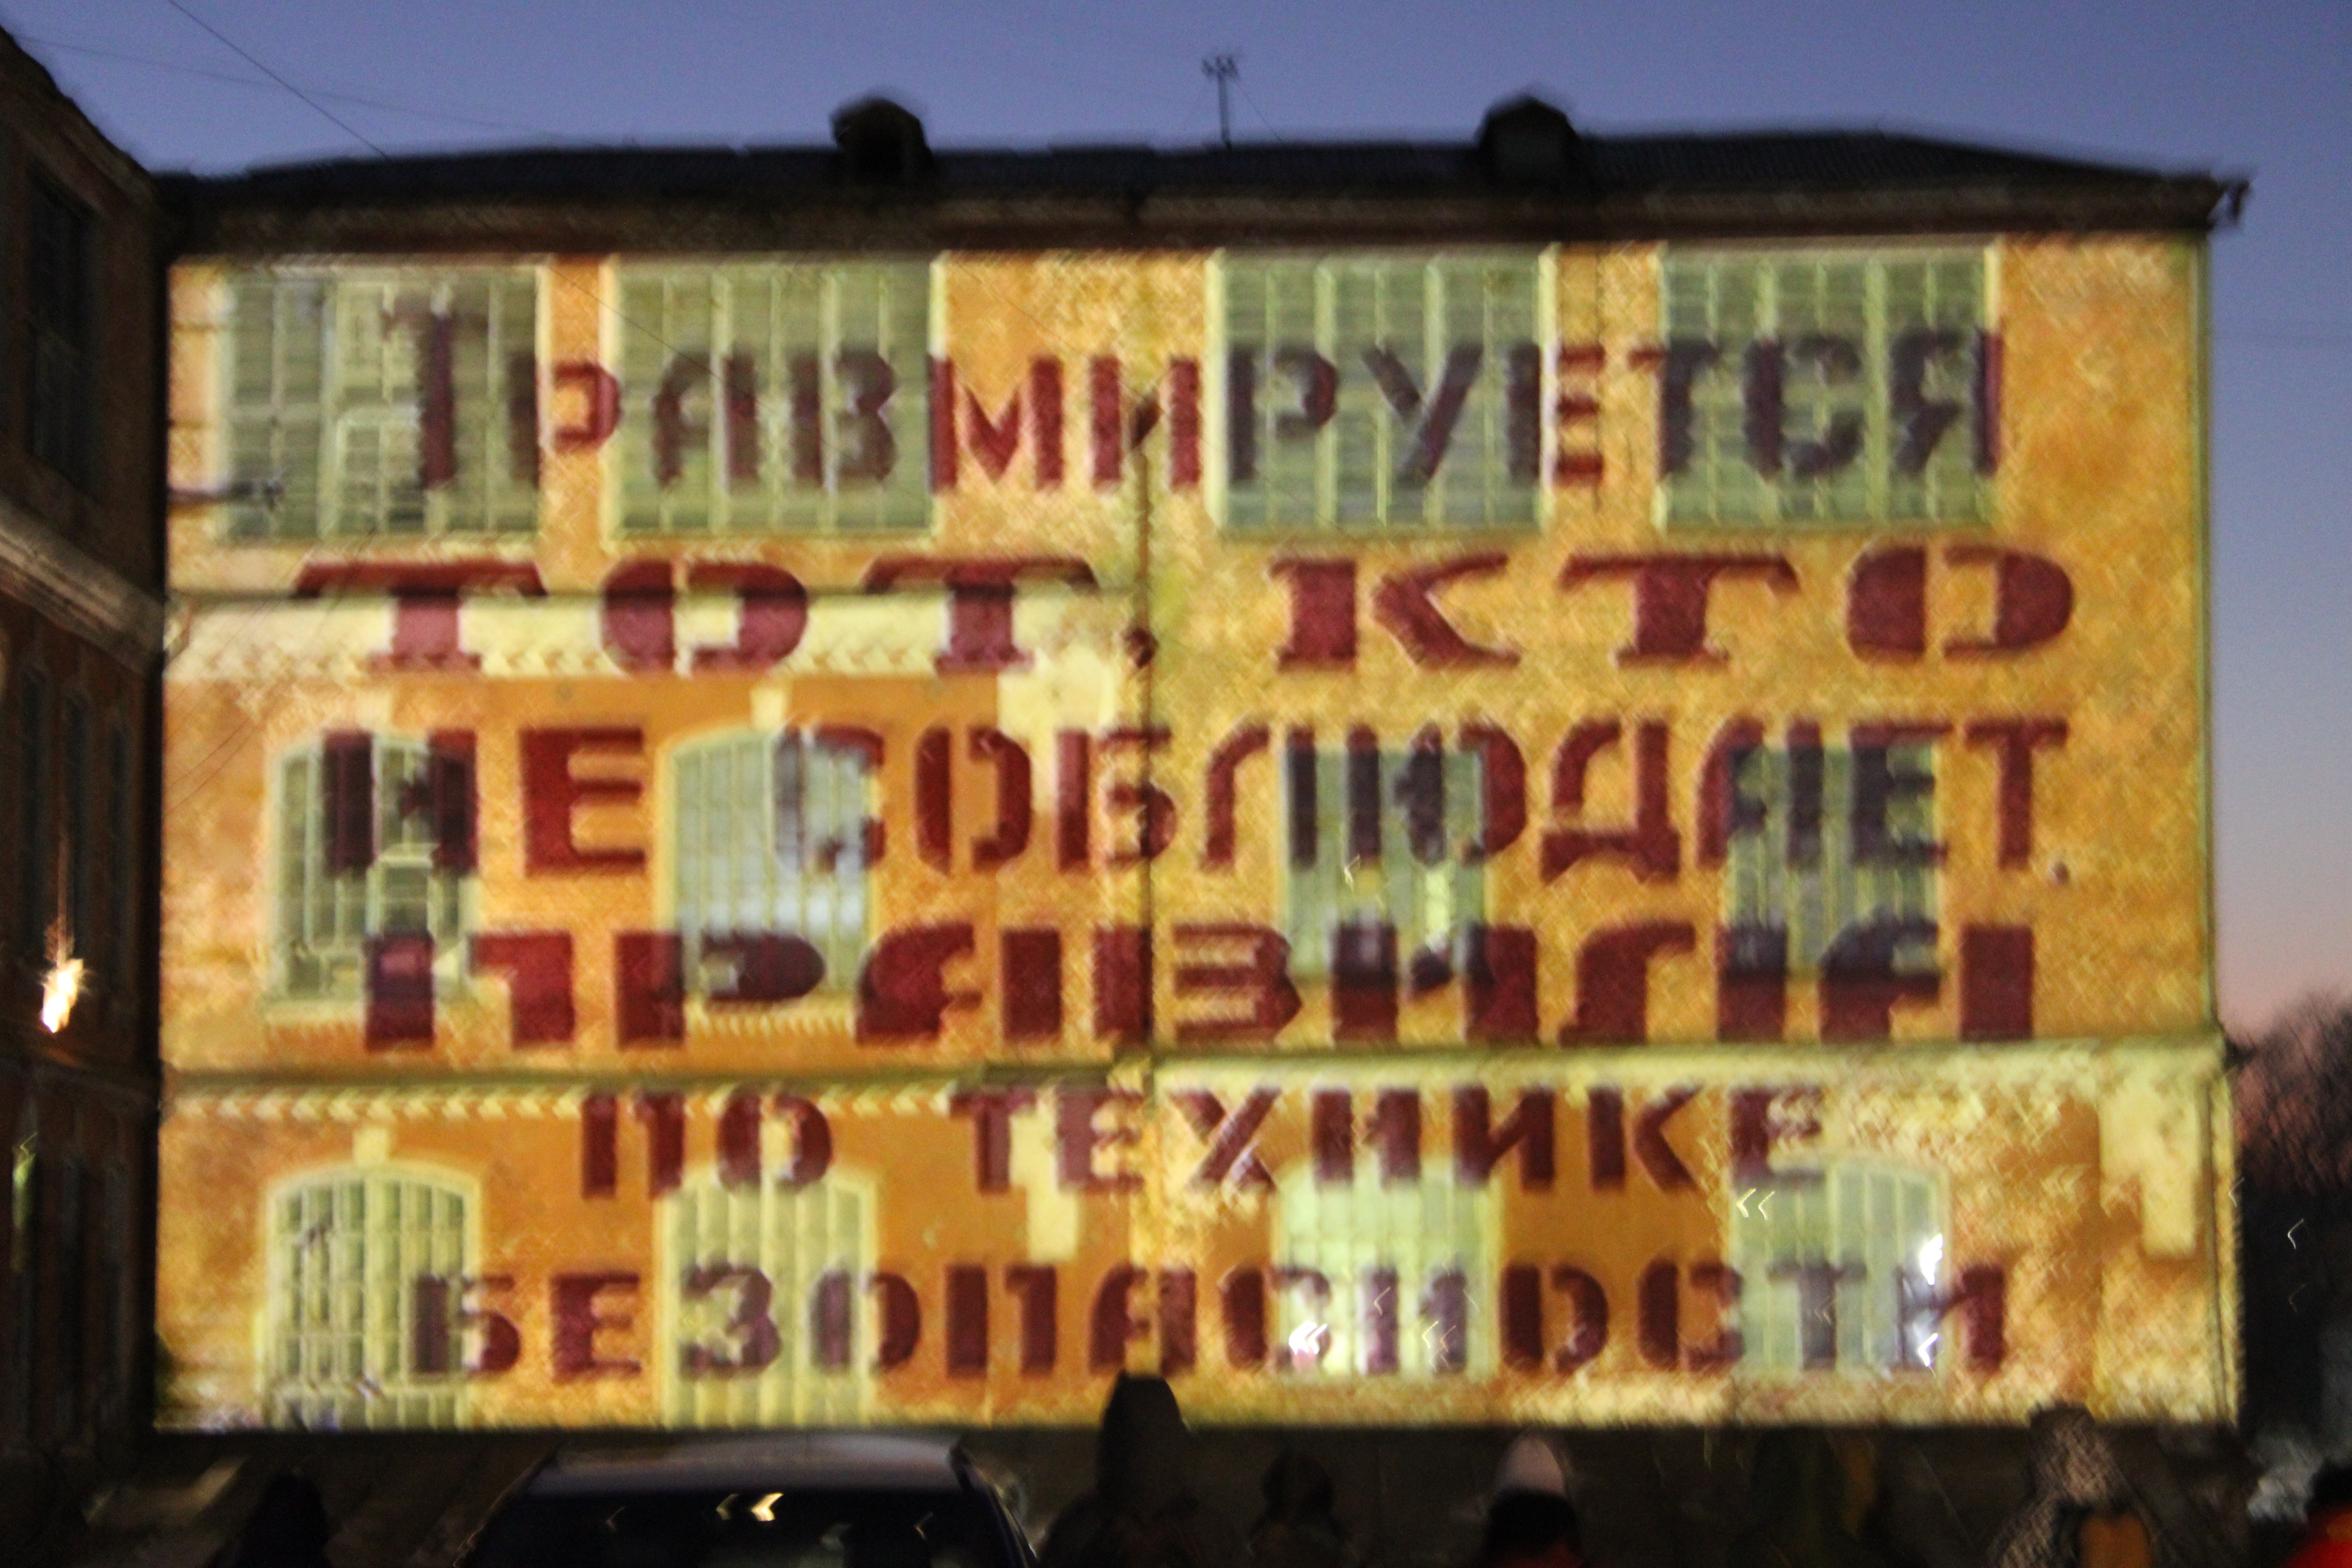 Травмируется
тот, кто
не соблюдает
правила
по технике
безопасности